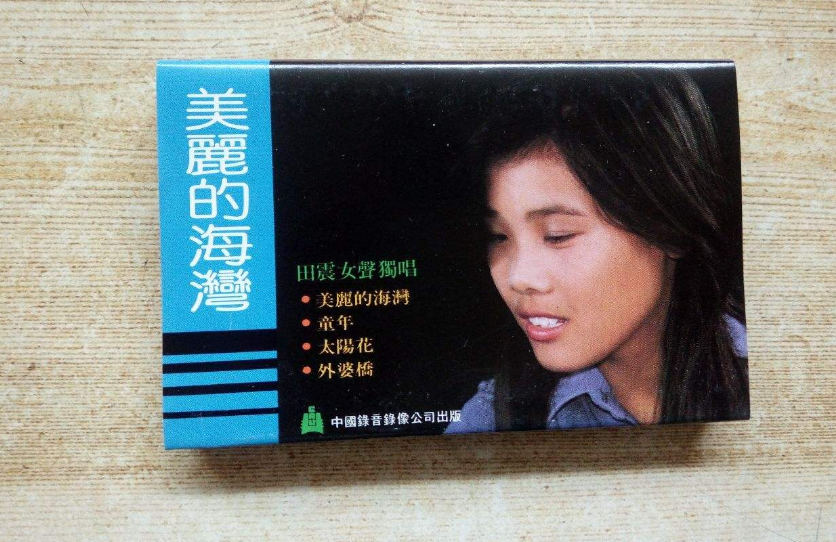 美麗的海灣
田震女聲獨唱
• 美麗的海灣
• 童年
• 太陽花
• 外婆橋
中國錄音錄像公司出版